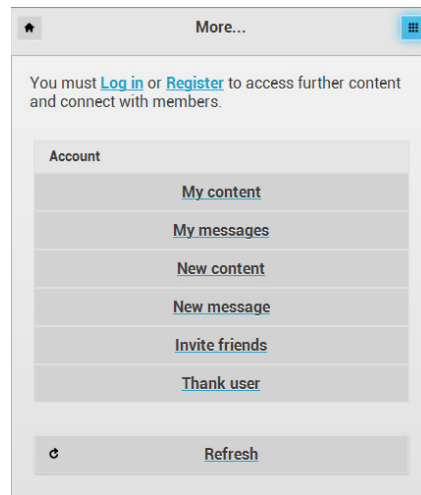 More...
You must Log in or Register to access further content
and connect with members.
Account
My content
My messages
New content
New message
Invite friends
Thank user
Refresh